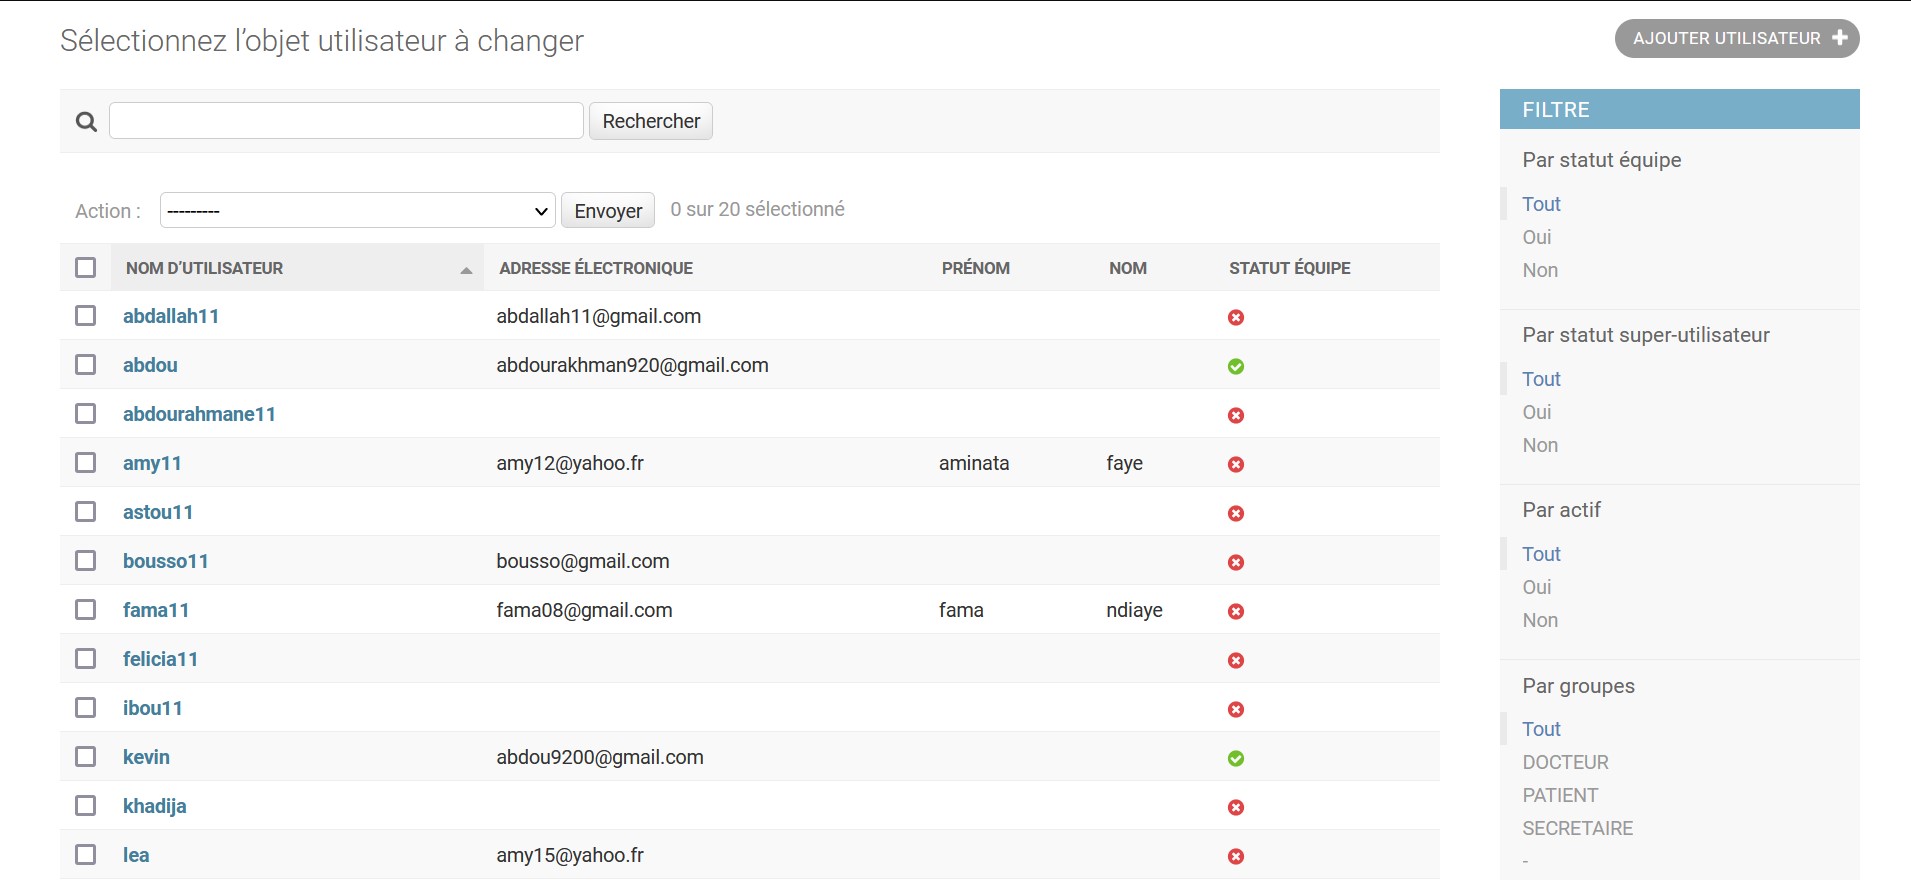 Sélectionnez l’objet utilisateur à changer
AJOUTER UTILISATEUR
Rechercher
Action :
---------
Envoyer
0 sur 20 sélectionné
NOM D’UTILISATEUR ADRESSE ÉLECTRONIQUE PRÉNOM NOM STATUT ÉQUIPE
abdallah11 abdallah11@gmail.com
abdou abdourakhman920@gmail.com
abdourahmane11
amy11 amy12@yahoo.fr aminata faye
astou11
bousso11 bousso@gmail.com
fama11 fama08@gmail.com fama ndiaye
felicia11
ibou11
kevin abdou9200@gmail.com
khadija
lea amy15@yahoo.fr
FILTRE
Par statut équipe
Tout
Oui
Non
Par statut super-utilisateur
Tout
Oui
Non
Par actif
Tout
Oui
Non
Par groupes
Tout
DOCTEUR
PATIENT
SECRETAIRE
-